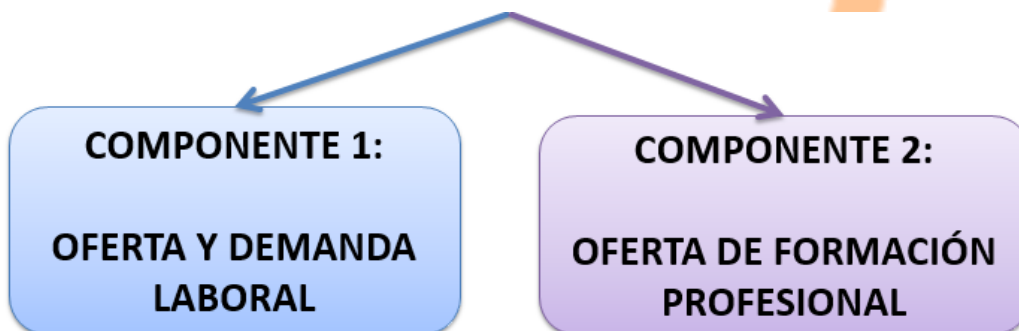 COMPONENTE 1:
OFERTA Y DEMANDA
LABORAL
COMPONENTE 2:
OFERTA DE FORMACIÓN
PROFESIONAL